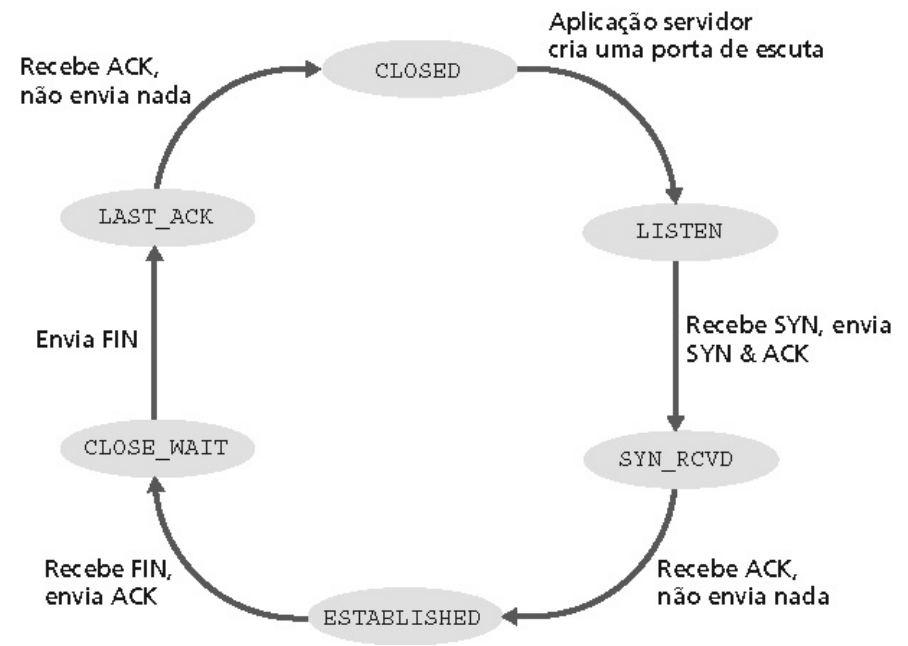 Aplicação servidor
cria uma porta de escuta
Recebe ACK,
não envia nada
CLOSED
LAST_ACK
LISTEN
Envia FIN
Recebe SYN, envia
SYN & ACK
CLOSE_WAIT
SYN_RCVD
Recebe FIN,
envia ACK
Recebe ACK,
não envia nada
ESTABLISHED